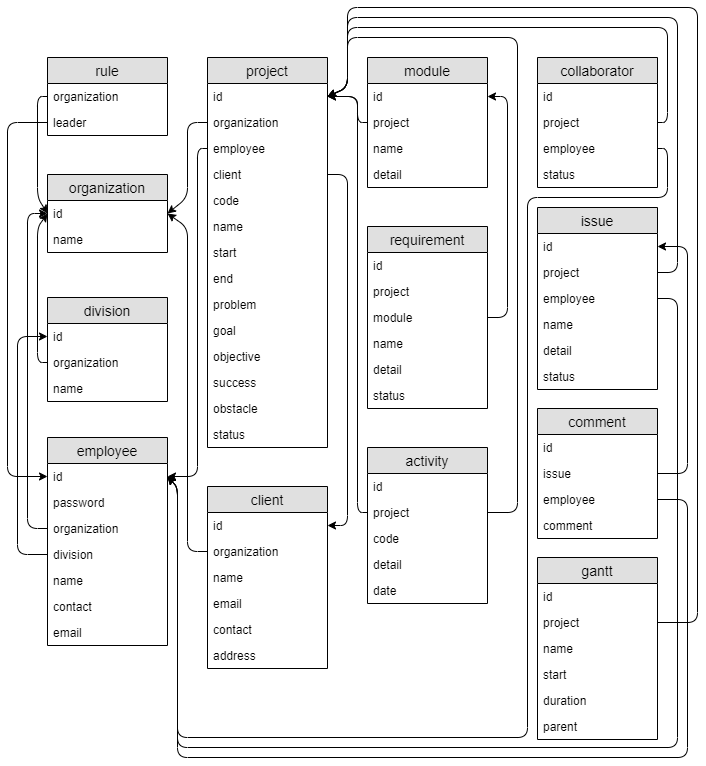 rule
organization
leader
organization
id
name
division
id
organization
name
employee
id
password
organization
division
name
contact
email
project
id
organization
employee
client
code
name
start
end
problem
goal
objective
success
obstacle
status
client
id
organization
name
email
contact
address
module
id
project
name
detail
requirement
id
project
module
name
detail
status
activity
id
project
code
detail
date
collaborator
id
project
employee
status
issue
id
project
employee
name
detail
status
comment
id
issue
employee
comment
gantt
id
project
name
start
duration
parent